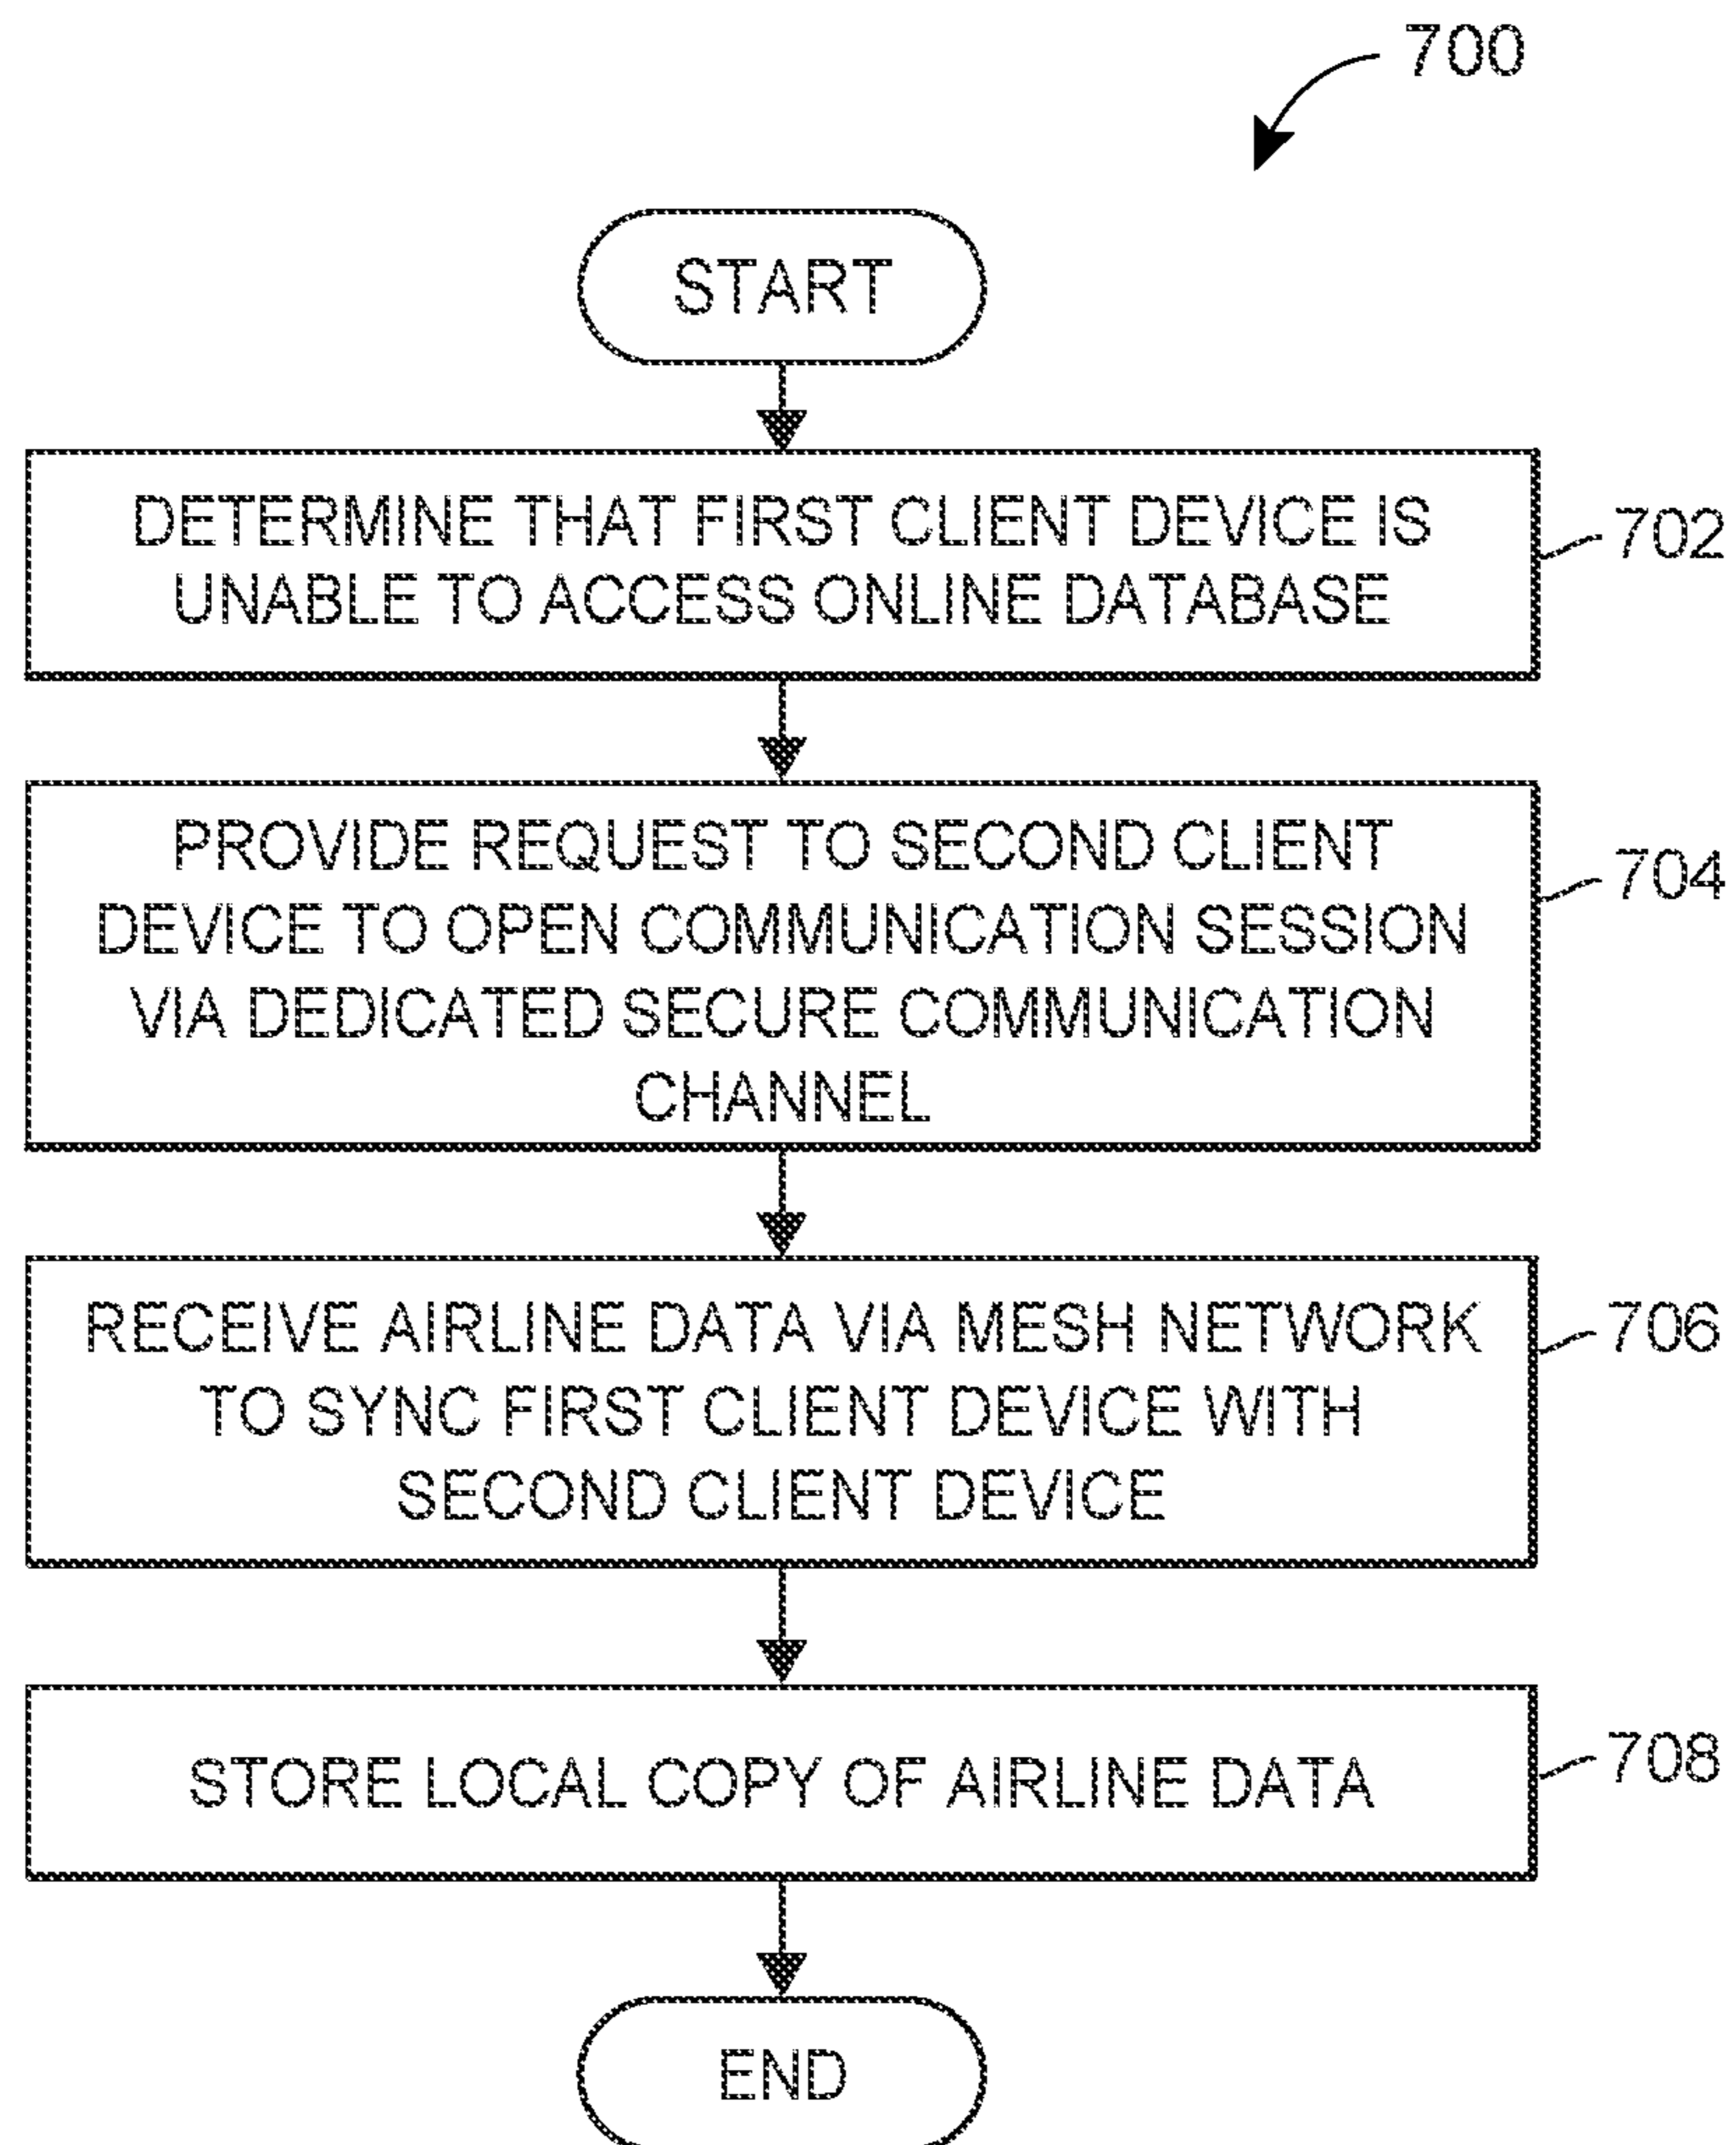 700
START
DETERMINE THAT FIRST CLIENT DEVICE IS
UNABLE TO ACCESS ONLINE DATABASE
702
PROVIDE REQUEST TO SECOND CLIENT
DEVICE TO OPEN COMMUNICATION SESSION
VIA DEDICATED SECURE COMMUNICATION
CHANNEL
704
RECEIVE AIRLINE DATA VIA MESH NETWORK
TO SYNC FIRST CLIENT DEVICE WITH
SECOND CLIENT DEVICE
706
STORE LOCAL COPY OF AIRLINE DATA
708
END